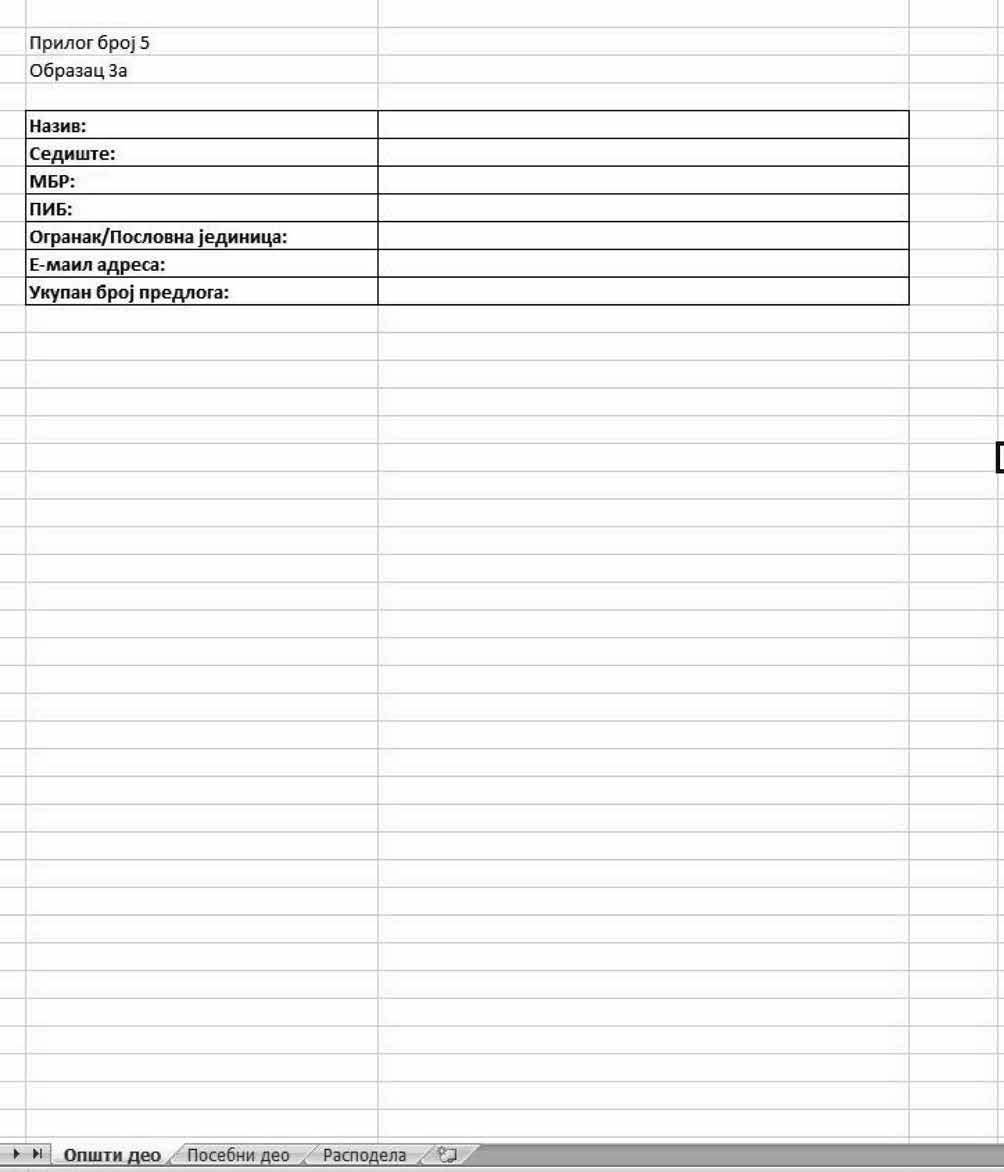 Прилог број 5
Образац 3а
Назив:
Седиште:
МБР:
ПИБ:
Огранак/Пословна јединица:
Е-маил адреса:
Укупан број предлога:
Општи део Посебни део Расподела